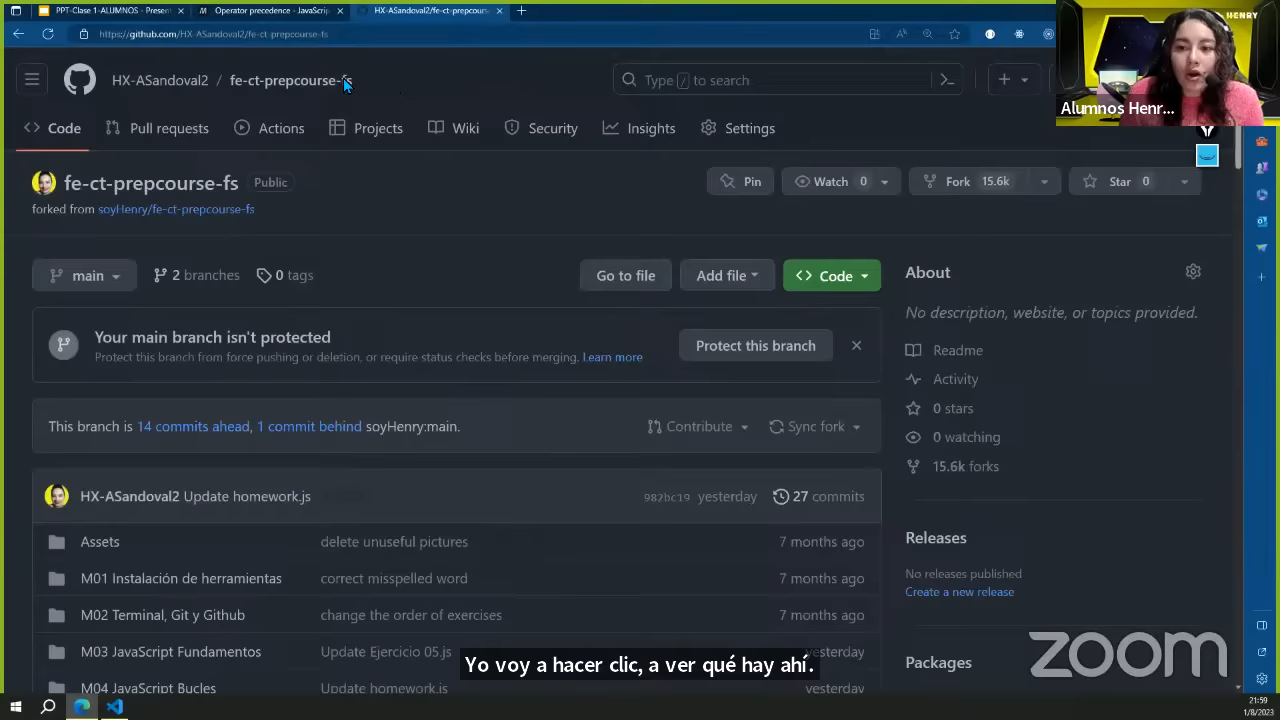 PPT-Clase 1-ALUMNOS - Present
Operator precedence - JavaScrip
HX-ASandoval2/fe-ct-prepcourse-
https://github.com/HX-ASandoval2/fe-ct-prepcourse-fs
HENRY
Alumnos Henr...
HX-ASandoval2 / fe-ct-prepcourse-fs
Type / to search
Code
Pull requests
Actions
Projects
Wiki
Security
Insights
Settings
fe-ct-prepcourse-fs Public
forked from soyHenry/fe-ct-prepcourse-fs
Pin
Watch 0
Fork 15.6k
Star 0
main
2 branches
0 tags
Go to file
Add file
Code
Your main branch isn't protected
Protect this branch from force pushing or deletion, or require status checks before merging. Learn more
Protect this branch
This branch is 14 commits ahead, 1 commit behind soyHenry:main.
Contribute
Sync fork
HX-ASandoval2 Update homework.js 982bc19 yesterday 27 commits
Assets delete unuseful pictures 7 months ago
M01 Instalación de herramientas correct misspelled word 7 months ago
M02 Terminal, Git y Github change the order of exercises 7 months ago
M03 JavaScript Fundamentos Update Ejercicio 05.js yesterday
M04 JavaScript Bucles Update homework.js yesterday
About
No description, website, or topics provided.
Readme
Activity
0 stars
0 watching
15.6k forks
Releases
No releases published
Create a new release
Packages
Yo voy a hacer clic, a ver qué hay ahí.
zoom
21:59
1/8/2023